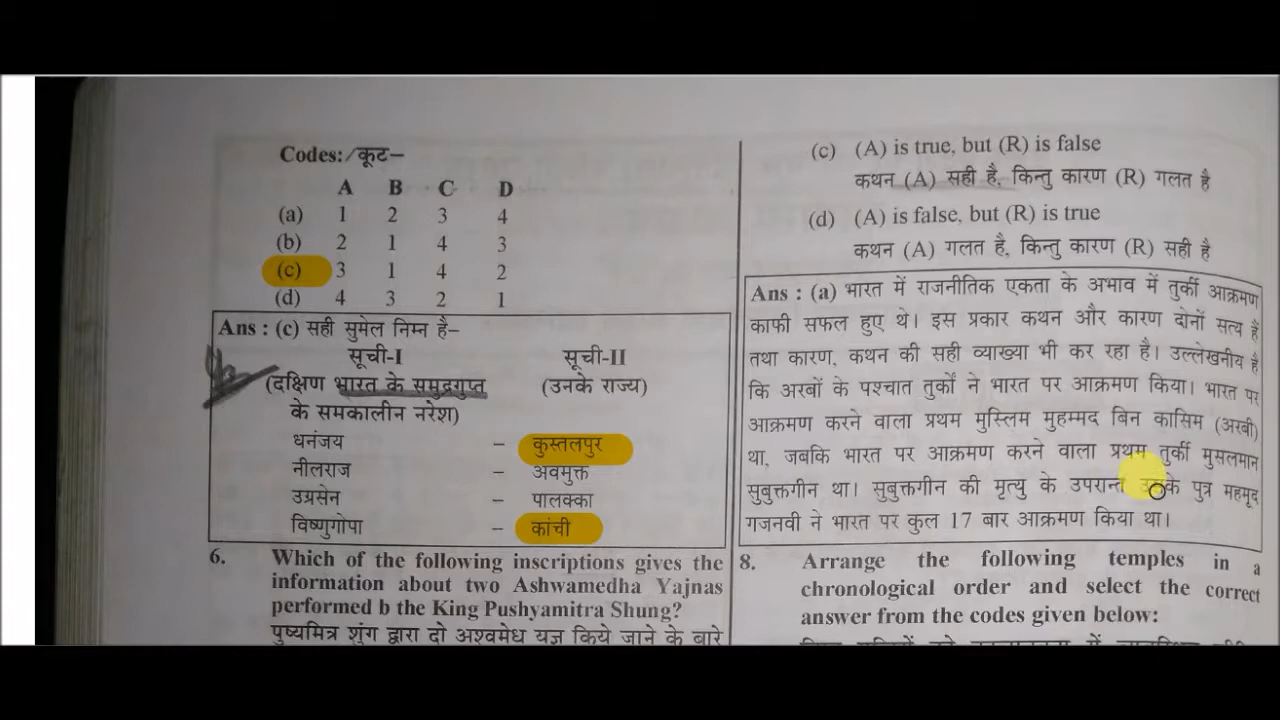 Codes:/कूट–
A B C D
(a) 1 2 3 4
(b) 2 1 4 3
(c) 3 1 4 2
(d) 4 3 2 1
Ans : (c) सही सुमेल निम्न है–
सूची-I सूची-II
(दक्षिण भारत के समुद्रगुप्त (उनके राज्य)
के समकालीन नरेश)
धनंजय – कुस्तलपुर
नीलराज – अवमुक्त
उग्रसेन – पालक्का
विष्णुगोपा – कांची
6. Which of the following inscriptions gives the
information about two Ashwamedha Yajnas
performed b the King Pushyamitra Shung?
पुष्यमित्र शुंग द्वारा दो अश्वमेध यज्ञ किये जाने के बारे
(c) (A) is true, but (R) is false
कथन (A) सही है, किन्तु कारण (R) गलत है
(d) (A) is false, but (R) is true
कथन (A) गलत है, किन्तु कारण (R) सही है
Ans : (a) भारत में राजनीतिक एकता के अभाव में तुर्की आक्रमण
काफी सफल हुए थे। इस प्रकार कथन और कारण दोनों सत्य हैं
तथा कारण, कथन की सही व्याख्या भी कर रहा है। उल्लेखनीय है
कि अरबों के पश्चात तुर्कों ने भारत पर आक्रमण किया। भारत पर
आक्रमण करने वाला प्रथम मुस्लिम मुहम्मद बिन कासिम (अरबी)
था, जबकि भारत पर आक्रमण करने वाला प्रथम तुर्की मुसलमान
सुबुक्तगीन था। सुबुक्तगीन की मृत्यु के उपरान्त उसके पुत्र महमूद
गजनवी ने भारत पर कुल 17 बार आक्रमण किया था।
8. Arrange the following temples in a
chronological order and select the correct
answer from the codes given below: